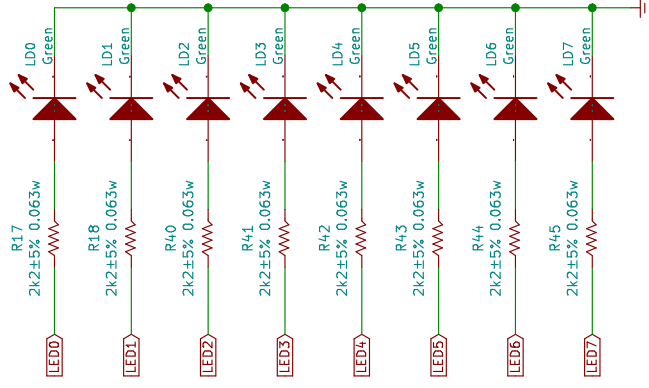 LD0
Green
LD1
Green
LD2
Green
LD3
Green
LD4
Green
LD5
Green
LD6
Green
LD7
Green
R17
2k2±5% 0.063w
R18
2k2±5% 0.063w
R40
2k2±5% 0.063w
R41
2k2±5% 0.063w
R42
2k2±5% 0.063w
R43
2k2±5% 0.063w
R44
2k2±5% 0.063w
R45
2k2±5% 0.063w
LED0
LED1
LED2
LED3
LED4
LED5
LED6
LED7